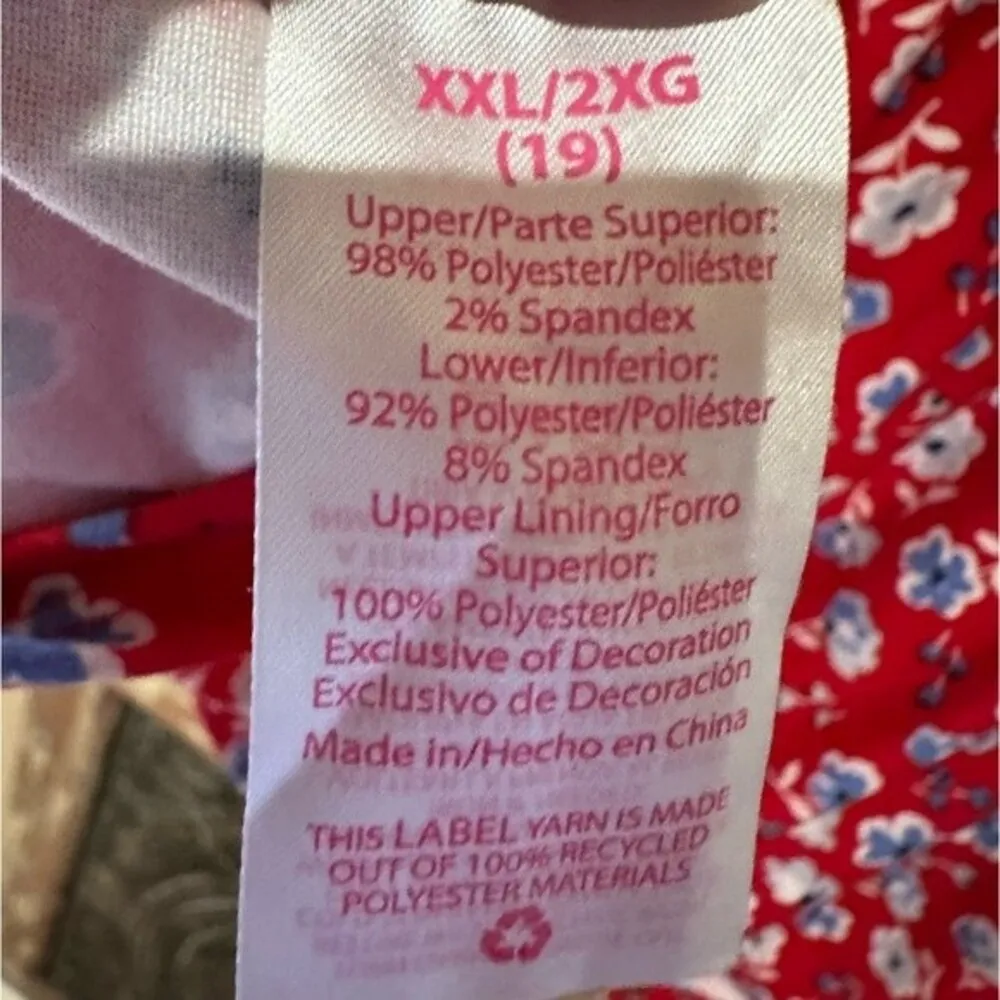 XXL/2XG
(19)
Upper/Parte Superior:
98% Polyester/Poliéster
2% Spandex
Lower/Inferior:
92% Polyester/Poliéster
8% Spandex
Upper Lining/Forro
Superior:
100% Polyester/Poliéster
Exclusive of Decoration
Exclusivo de Decoración
Made in/Hecho en China
THIS LABEL YARN IS MADE
OUT OF 100% RECYCLED
POLYESTER MATERIALS